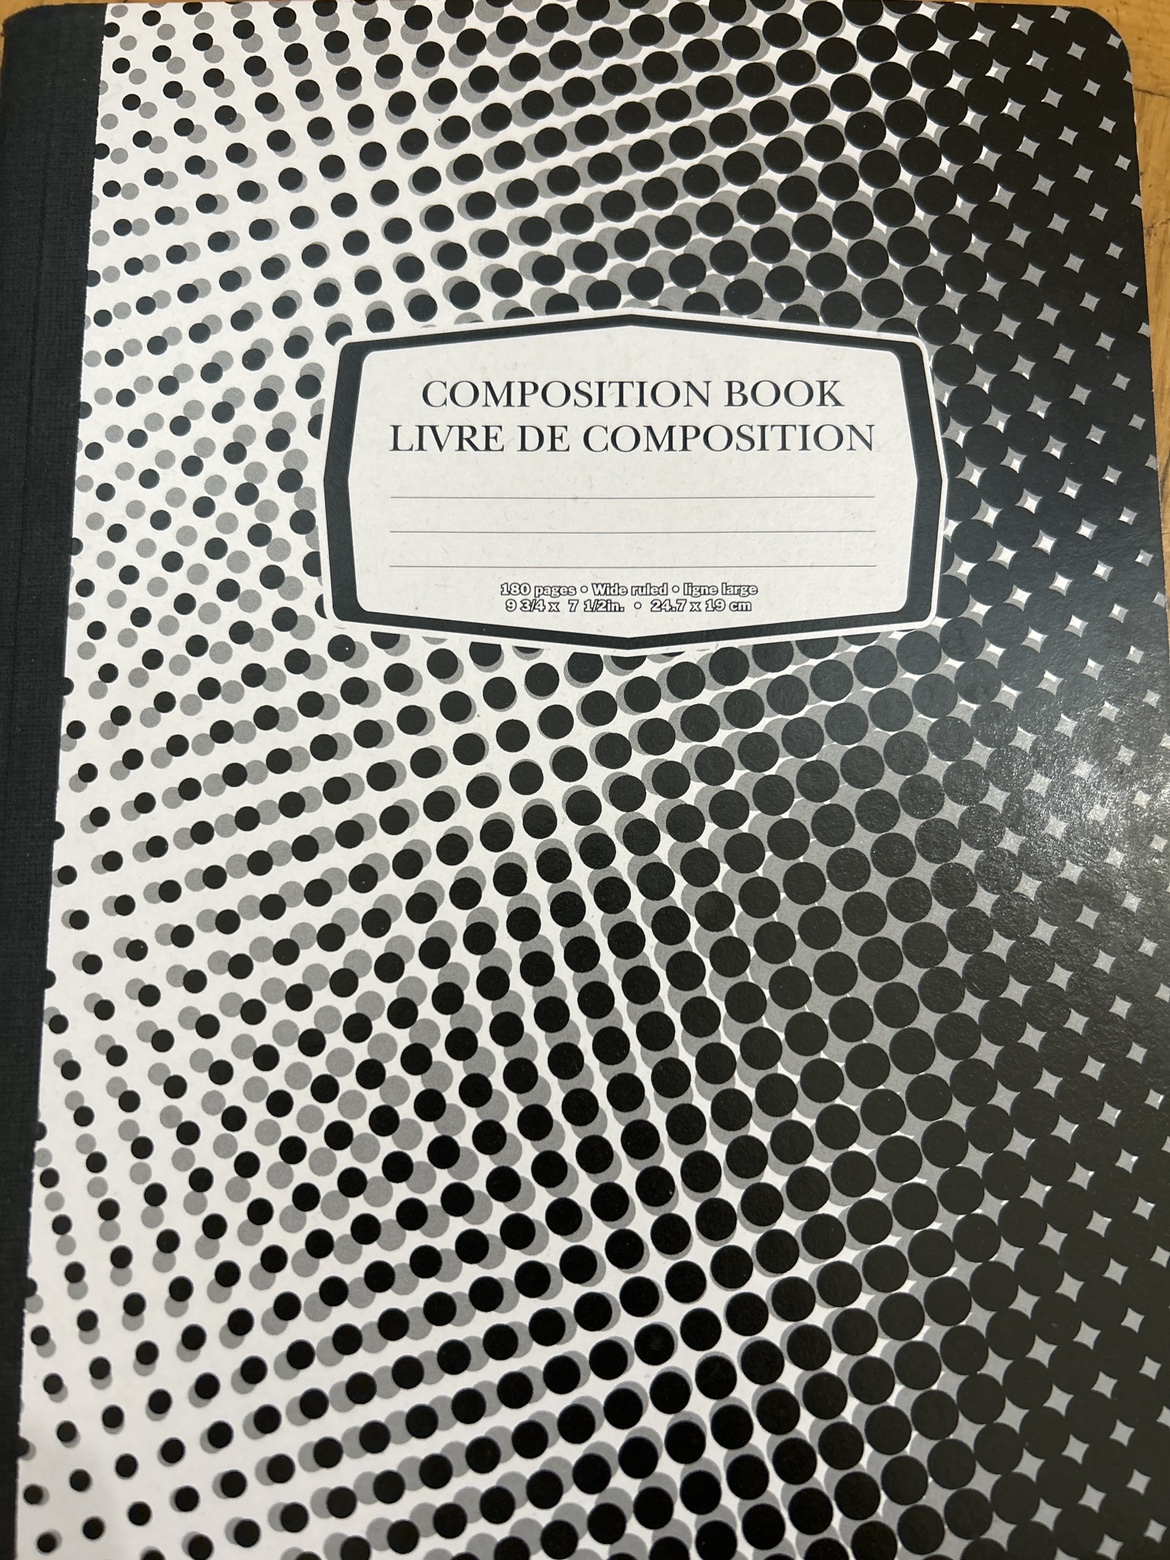 COMPOSITION BOOK
LIVRE DE COMPOSITION
180 pages • Wide ruled • ligne large
9 3/4 x 7 1/2in. • 24.7 x 19 cm